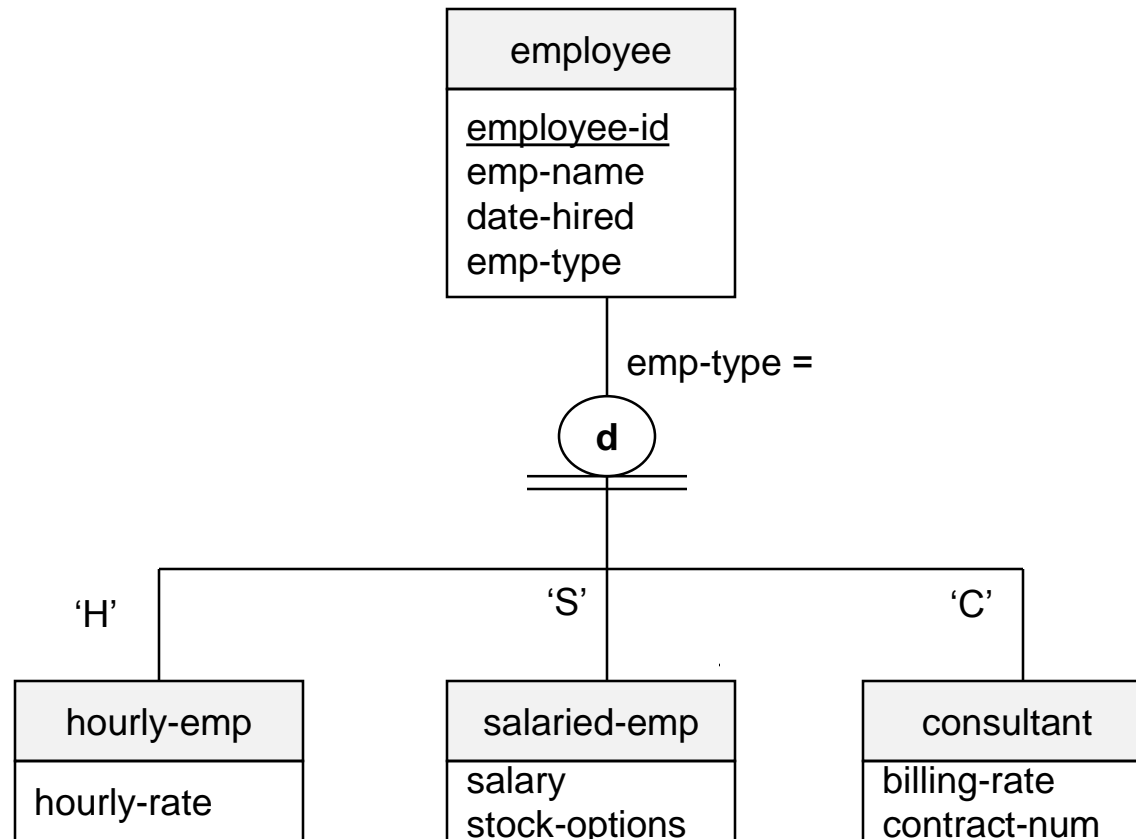 employee
employee-id
emp-name
date-hired
emp-type
emp-type =
d
‘H’
‘S’
‘C’
hourly-emp
salaried-emp
consultant
hourly-rate
salary
stock-options
billing-rate
contract-num